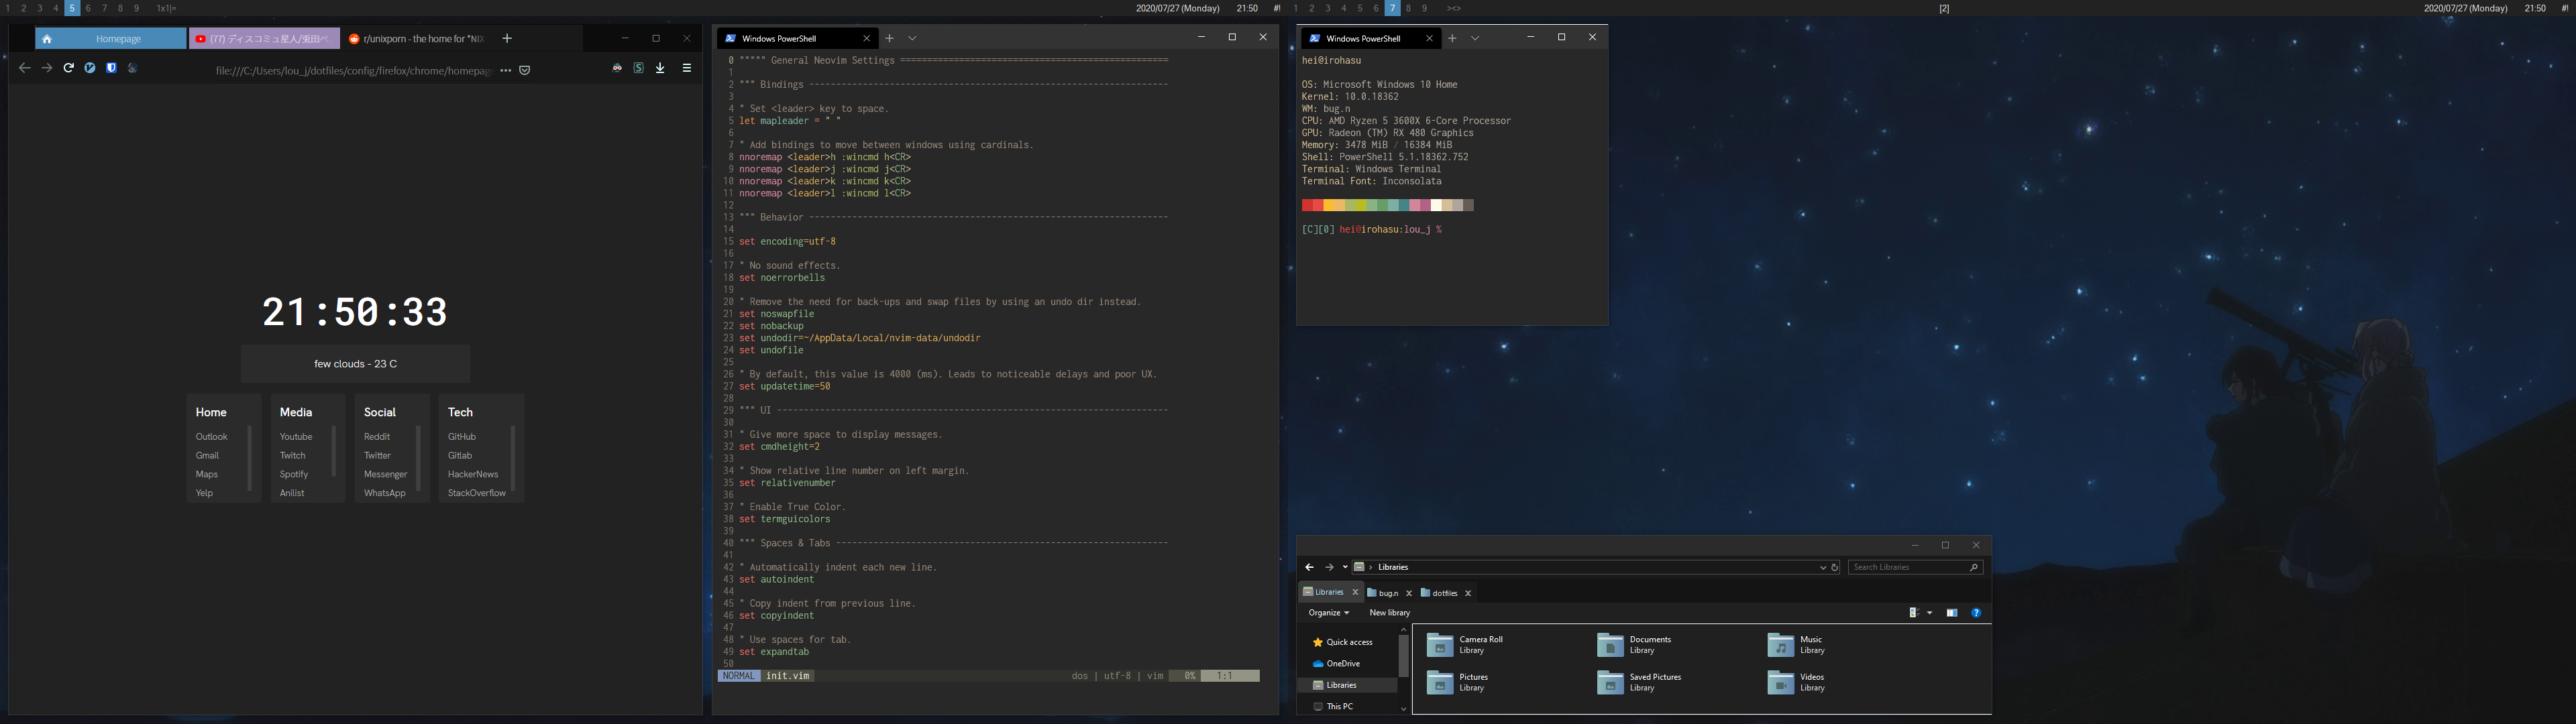 1 2 3 4 5 6 7 8 9 1x1|= 2020/07/27 (Monday) 21:50 #!
Homepage (77) ディスコミュ星人/兎田ぺ r/unixporn - the home for *NIX
file:///C:/Users/lou_j/dotfiles/config/firefox/chrome/homepag
21:50:33
few clouds - 23 C
Home
Outlook
Gmail
Maps
Yelp
Media
Youtube
Twitch
Spotify
Anilist
Social
Reddit
Twitter
Messenger
WhatsApp
Tech
GitHub
Gitlab
HackerNews
StackOverflow
Windows PowerShell
0 """"" General Neovim Settings ==================================================
1
2 """ Bindings -------------------------------------------------------------------
3
4 " Set <leader> key to space.
5 let mapleader = " "
6
7 " Add bindings to move between windows using cardinals.
8 nnoremap <leader>h :wincmd h<CR>
9 nnoremap <leader>j :wincmd j<CR>
10 nnoremap <leader>k :wincmd k<CR>
11 nnoremap <leader>l :wincmd l<CR>
12
13 """ Behavior -------------------------------------------------------------------
14
15 set encoding=utf-8
16
17 " No sound effects.
18 set noerrorbells
19
20 " Remove the need for back-ups and swap files by using an undo dir instead.
21 set noswapfile
22 set nobackup
23 set undodir=~/AppData/Local/nvim-data/undodir
24 set undofile
25
26 " By default, this value is 4000 (ms). Leads to noticeable delays and poor UX.
27 set updatetime=50
28
29 """ UI -------------------------------------------------------------------------
30
31 " Give more space to display messages.
32 set cmdheight=2
33
34 " Show relative line number on left margin.
35 set relativenumber
36
37 " Enable True Color.
38 set termguicolors
39
40 """ Spaces & Tabs --------------------------------------------------------------
41
42 " Automatically indent each new line.
43 set autoindent
44
45 " Copy indent from previous line.
46 set copyindent
47
48 " Use spaces for tab.
49 set expandtab
50
NORMAL init.vim dos | utf-8 | vim 0% 1:1
1 2 3 4 5 6 7 8 9 ><> [2] 2020/07/27 (Monday) 21:50 #!
Windows PowerShell
hei@irohasu
OS: Microsoft Windows 10 Home
Kernel: 10.0.18362
WM: bug.n
CPU: AMD Ryzen 5 3600X 6-Core Processor
GPU: Radeon (TM) RX 480 Graphics
Memory: 3478 MiB / 16384 MiB
Shell: PowerShell 5.1.18362.752
Terminal: Windows Terminal
Terminal Font: Inconsolata
[C][0] hei@irohasu:lou_j %
Libraries Search Libraries
Libraries bug.n dotfiles
Organize New library
Quick access
OneDrive
Libraries
This PC
Camera Roll
Library
Documents
Library
Music
Library
Pictures
Library
Saved Pictures
Library
Videos
Library